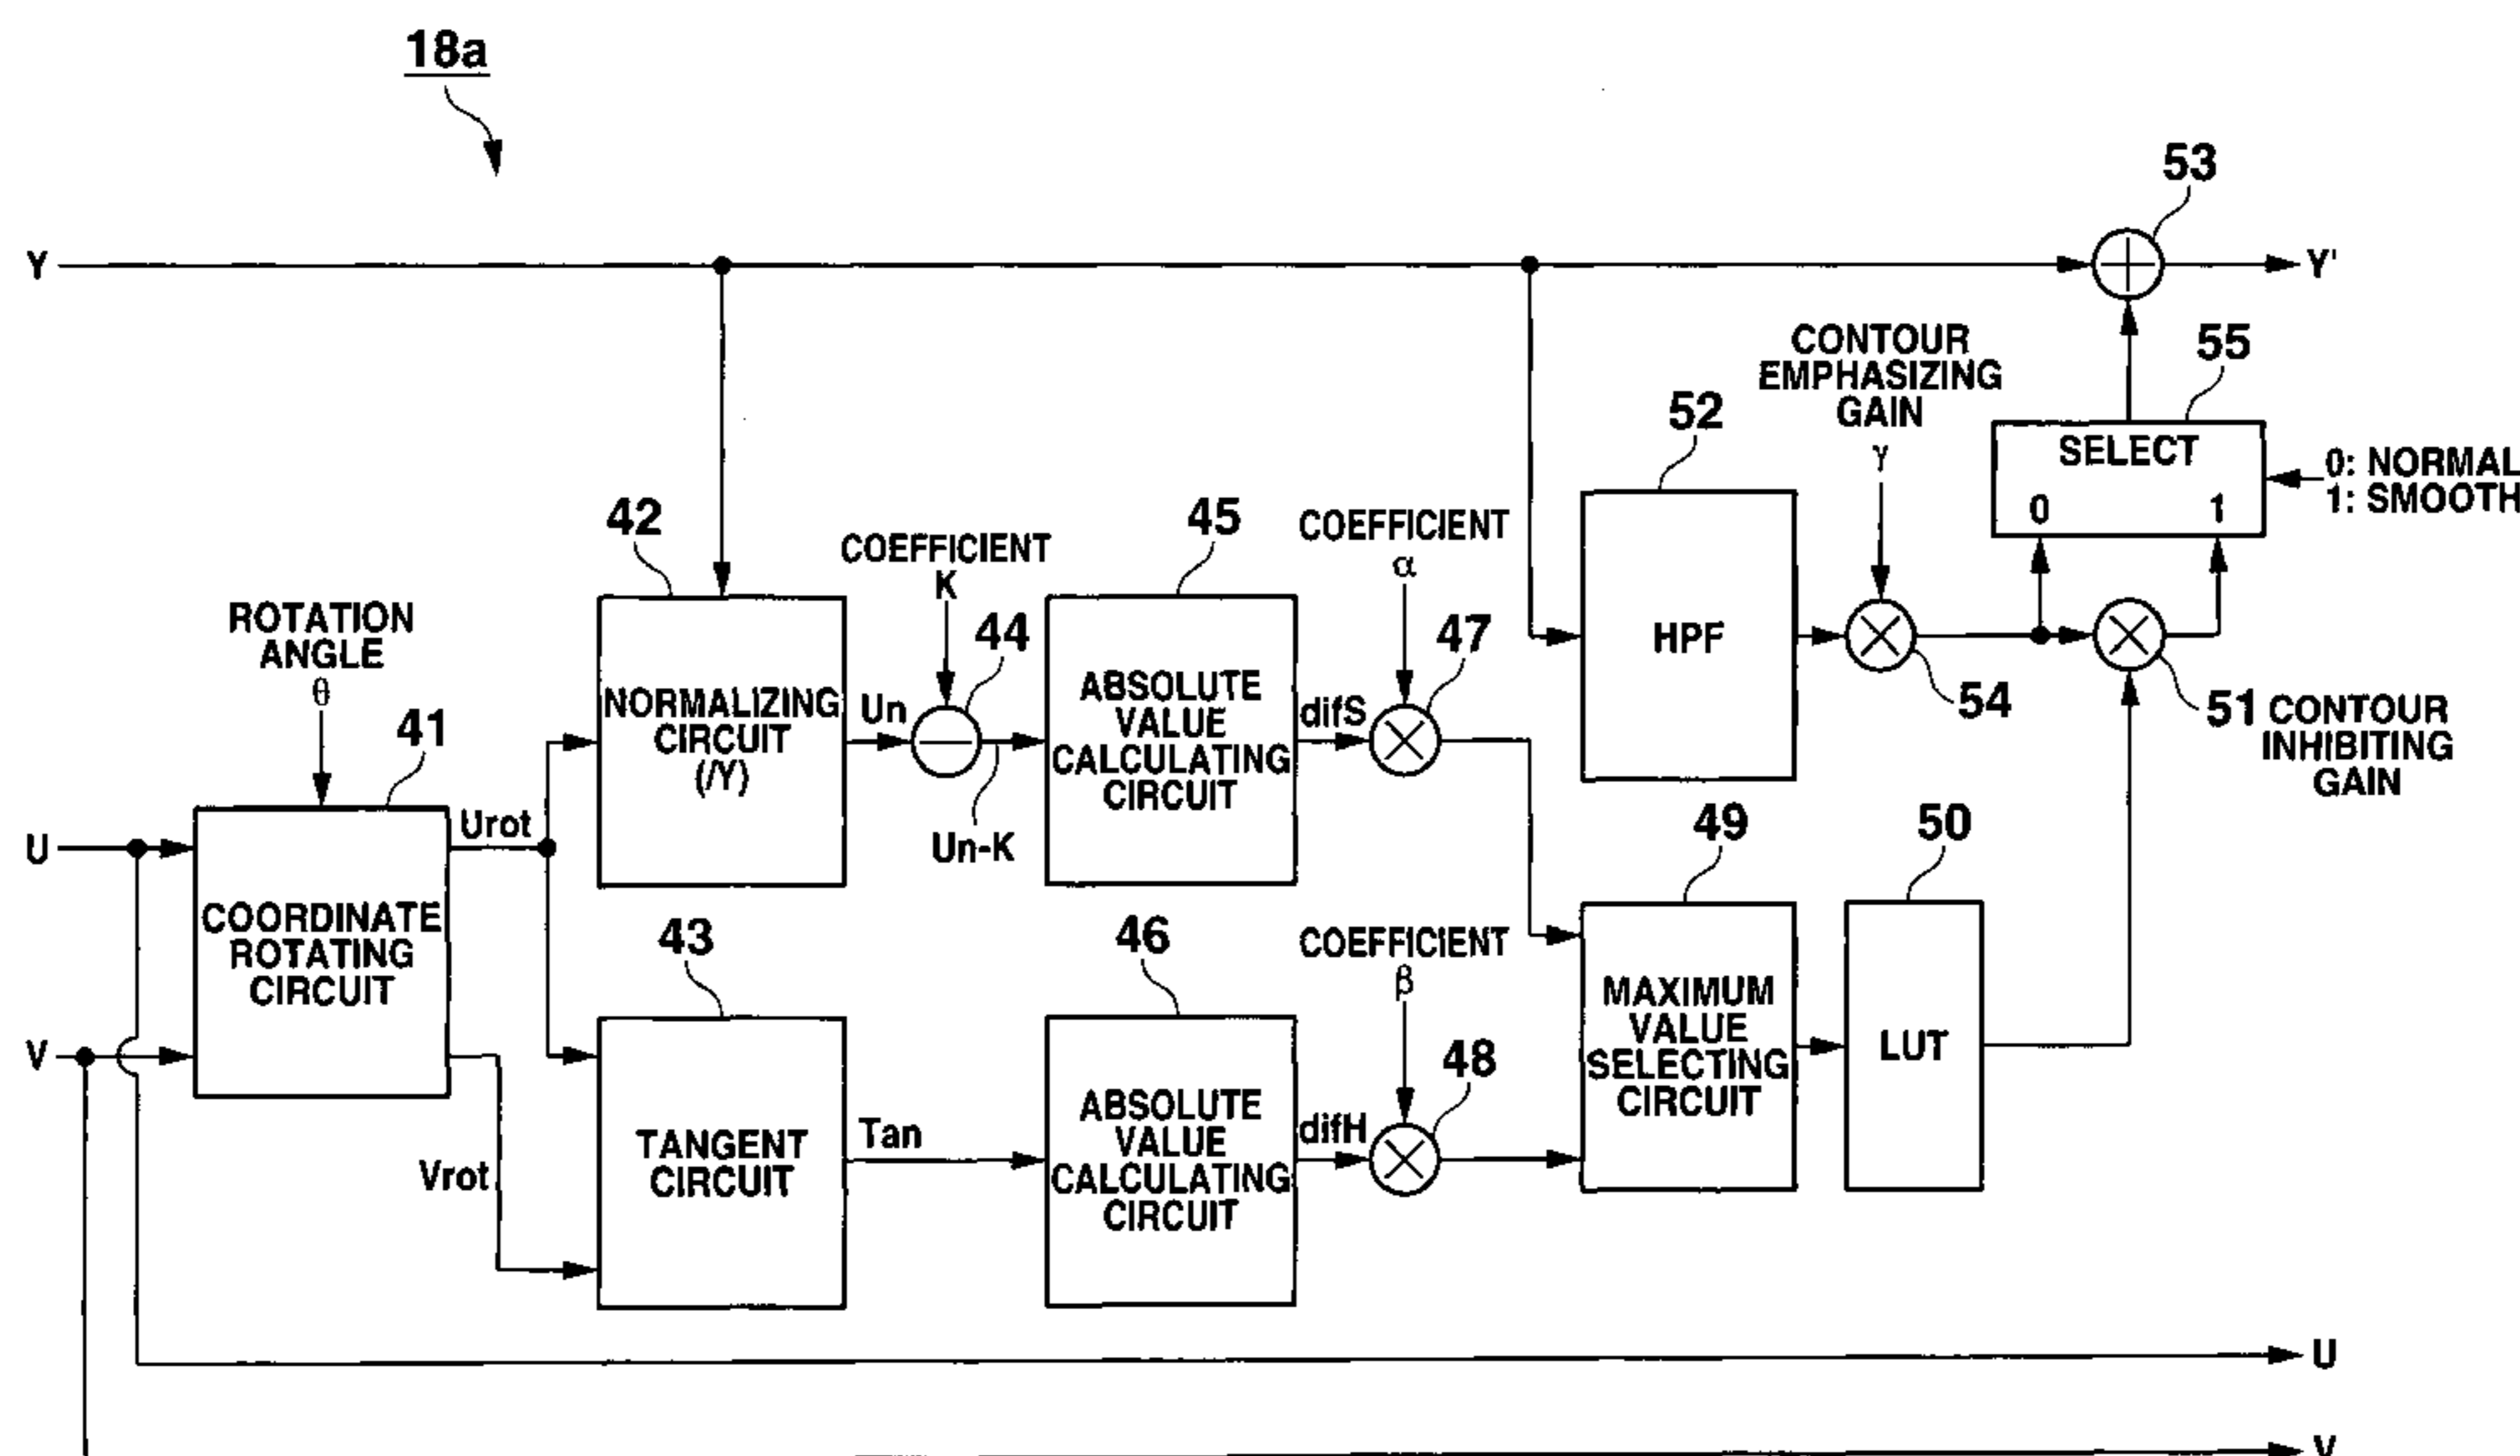 18a
53
Y
Y'
CONTOUR
EMPHASIZING
GAIN
γ
55
52
SELECT
0
1
0: NORMAL
1: SMOOTH
42
COEFFICIENT
K
45
COEFFICIENT
α
44
47
ROTATION
ANGLE
θ
41
NORMALIZING
CIRCUIT
(/Y)
Un
Un-K
ABSOLUTE
VALUE
CALCULATING
CIRCUIT
difS
HPF
54
51 CONTOUR
INHIBITING
GAIN
U
Urot
COORDINATE
ROTATING
CIRCUIT
V
Vrot
43
TANGENT
CIRCUIT
Tan
46
ABSOLUTE
VALUE
CALCULATING
CIRCUIT
COEFFICIENT
β
difH
48
49
MAXIMUM
VALUE
SELECTING
CIRCUIT
50
LUT
U
V